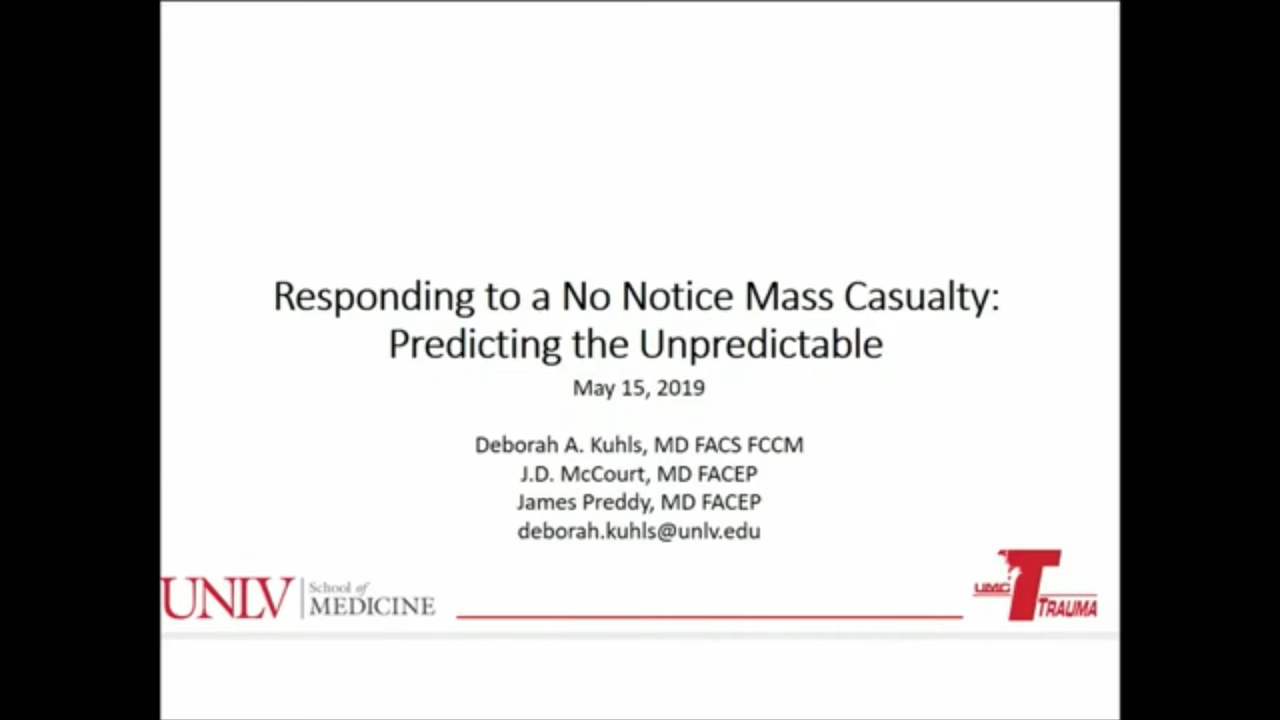 Responding to a No Notice Mass Casualty:
Predicting the Unpredictable
May 15, 2019
Deborah A. Kuhls, MD FACS FCCM
J.D. McCourt, MD FACEP
James Preddy, MD FACEP
deborah.kuhls@unlv.edu
UNLV School of
MEDICINE
UMC
TRAUMA